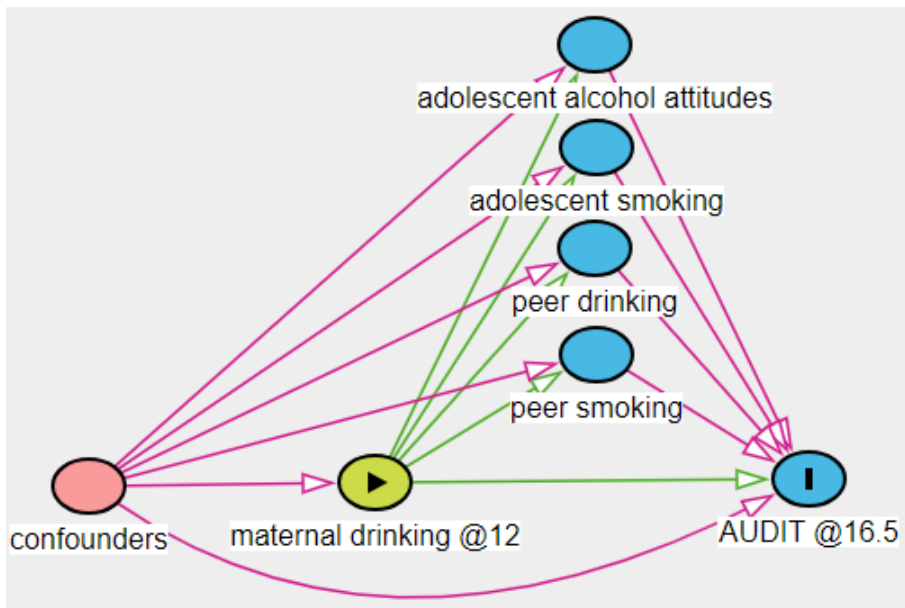 adolescent alcohol attitudes
adolescent smoking
peer drinking
peer smoking
confounders
maternal drinking @12
AUDIT @16.5